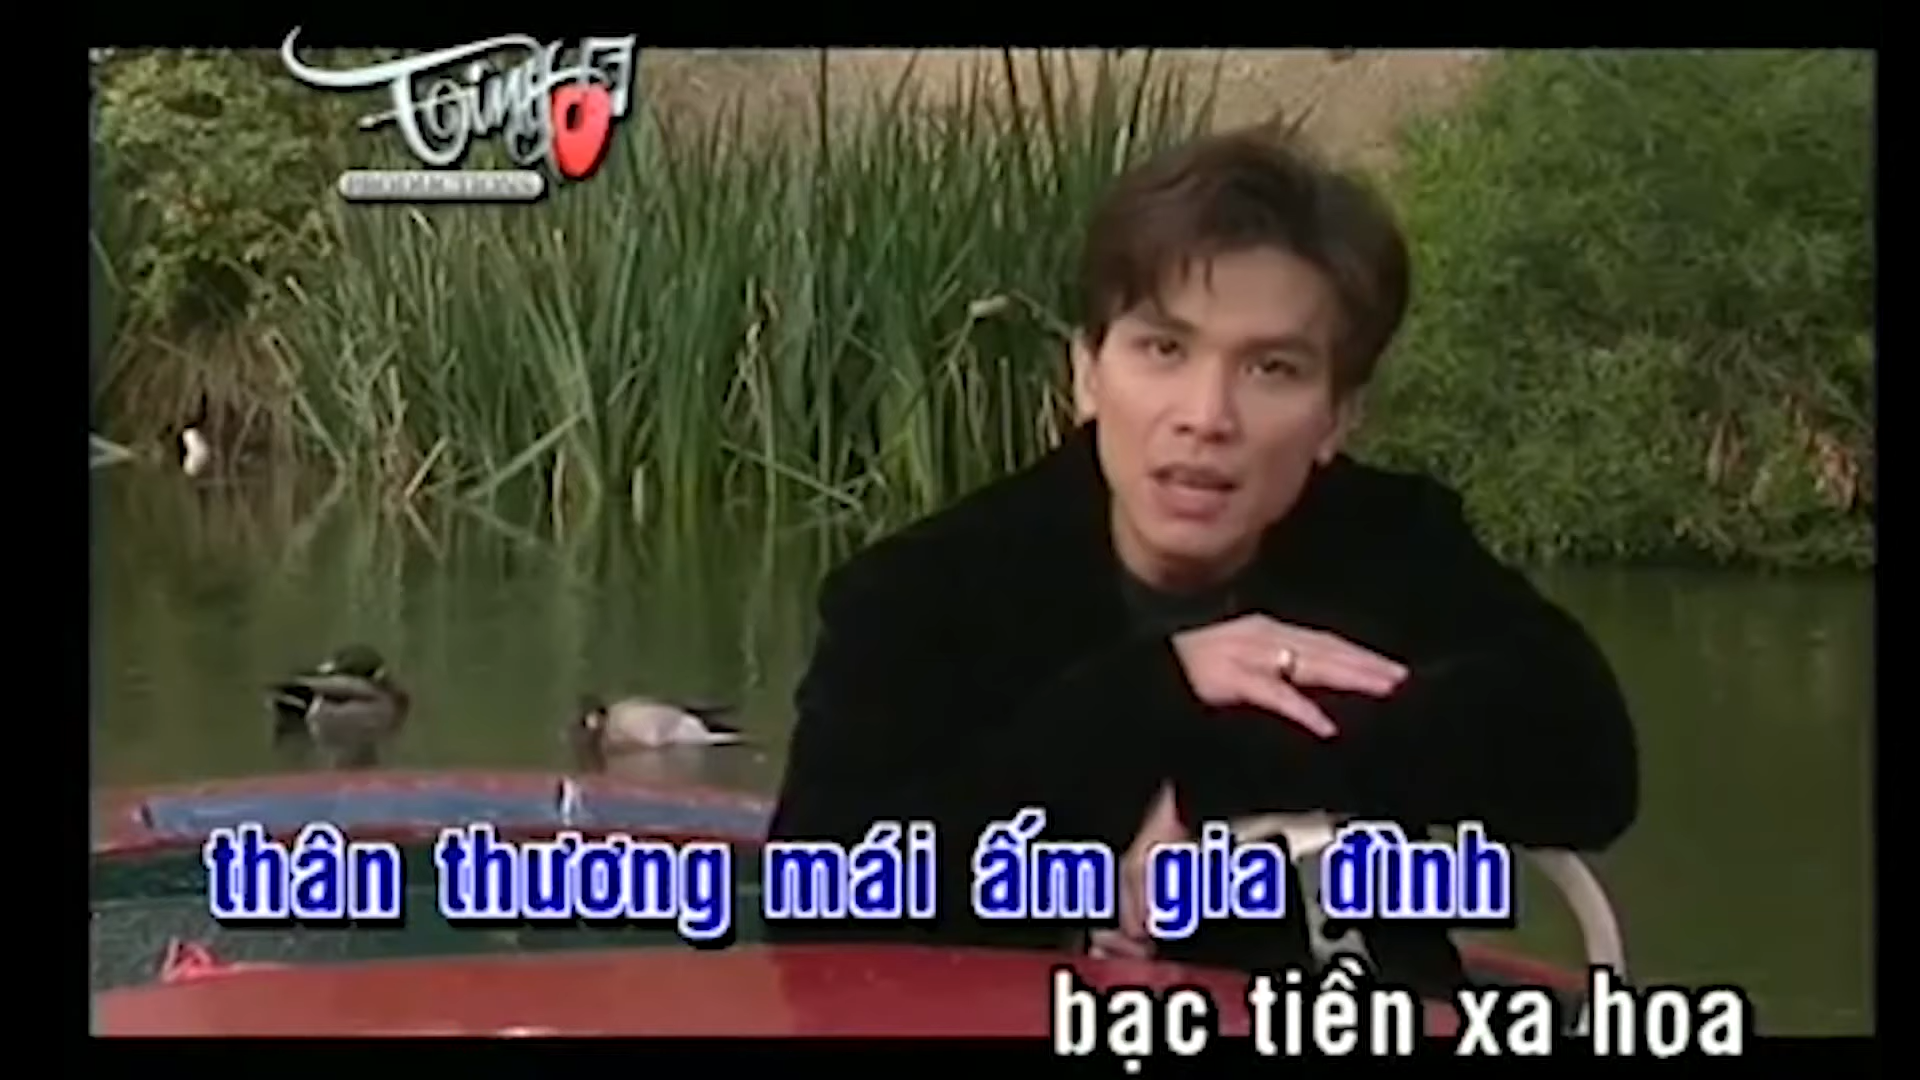 thân thương mái ấm gia đình
bạc tiền xa hoa